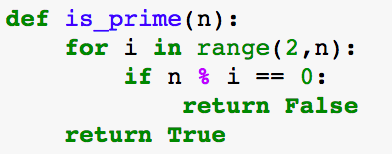 def is_prime(n):
    for i in range(2,n):
        if n % i == 0:
            return False
    return True